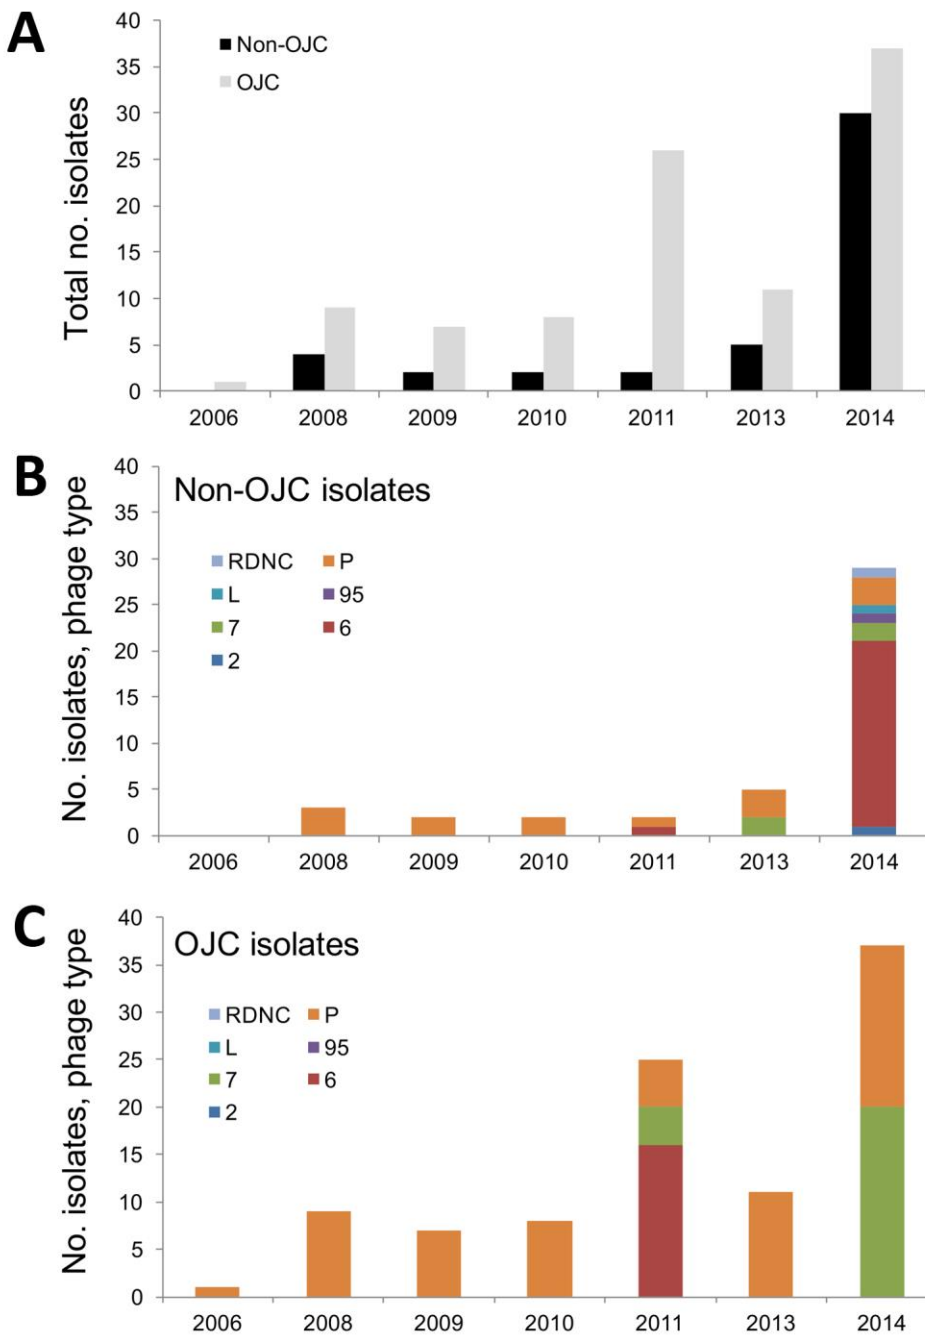 A
Total no. isolates
40
35
30
25
20
15
10
5
0
Non-OJC
OJC
2006 2008 2009 2010 2011 2013 2014
B
No. isolates, phage type
40
35
30
25
20
15
10
5
0
Non-OJC isolates
RDNC P
L 95
7 6
2
2006 2008 2009 2010 2011 2013 2014
C
No. isolates, phage type
40
35
30
25
20
15
10
5
0
OJC isolates
RDNC P
L 95
7 6
2
2006 2008 2009 2010 2011 2013 2014